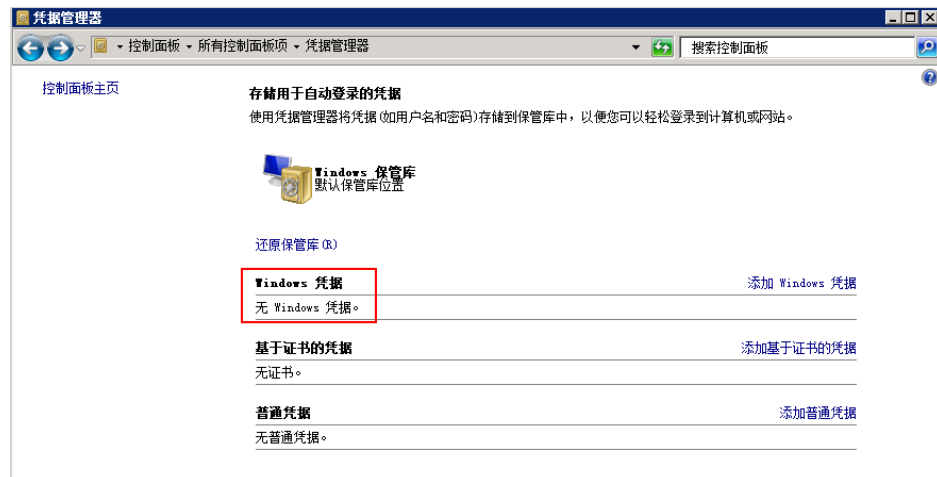 凭据管理器
控制面板 所有控制面板项 凭据管理器 搜索控制面板
控制面板主页
存储用于自动登录的凭据
使用凭据管理器将凭据(如用户名和密码)存储到保管库中，以便您可以轻松登录到计算机或网站。
Windows 保管库
默认保管库位置
还原保管库(R)
Windows 凭据 添加 Windows 凭据
无 Windows 凭据。
基于证书的凭据 添加基于证书的凭据
无证书。
普通凭据 添加普通凭据
无普通凭据。